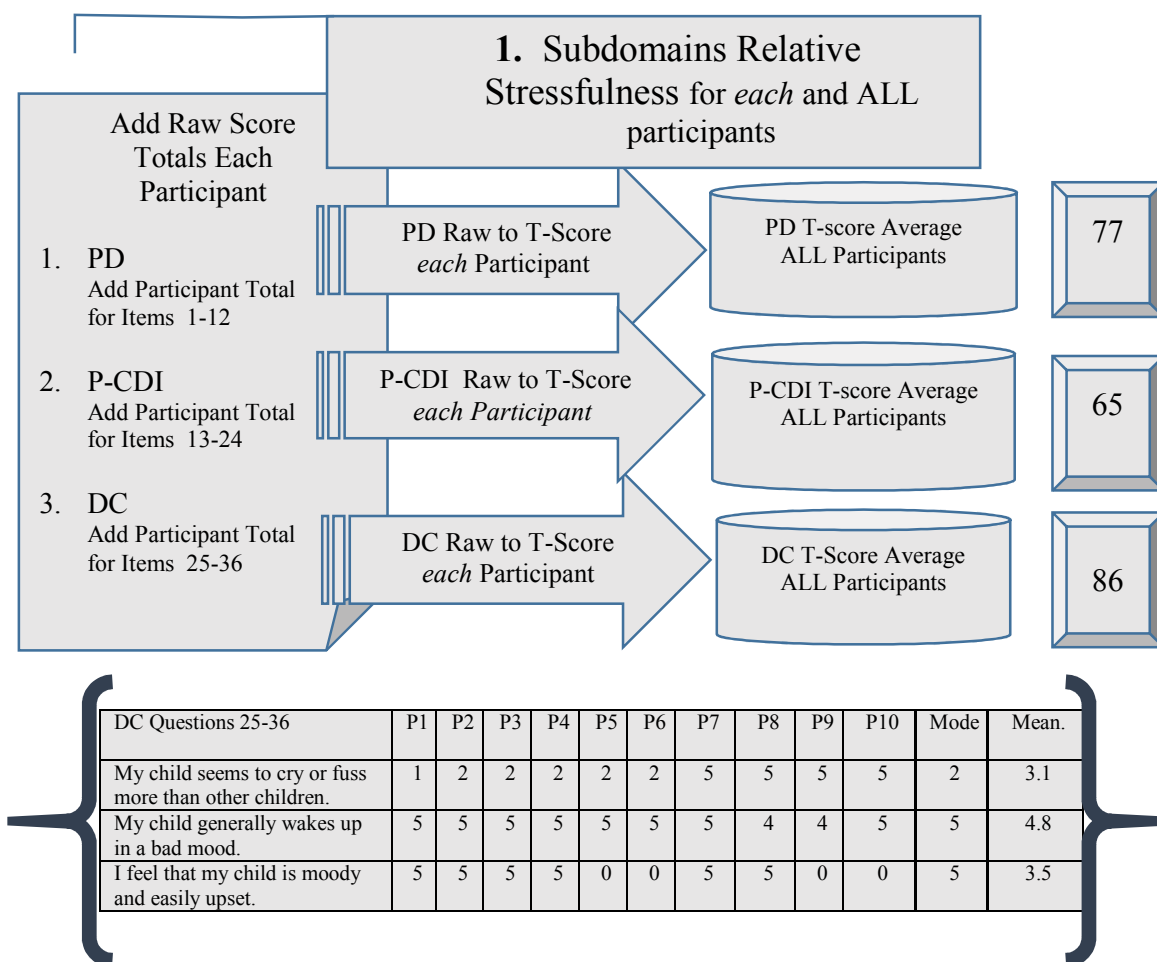 1. Subdomains Relative
Stressfulness for each and ALL
participants
Add Raw Score
Totals Each
Participant
1. PD
Add Participant Total
for Items 1-12
2. P-CDI
Add Participant Total
for Items 13-24
3. DC
Add Participant Total
for Items 25-36
PD Raw to T-Score
each Participant
PD T-score Average
ALL Participants
77
P-CDI Raw to T-Score
each Participant
P-CDI T-score Average
ALL Participants
65
DC Raw to T-Score
each Participant
DC T-Score Average
ALL Participants
86
DC Questions 25-36 P1 P2 P3 P4 P5 P6 P7 P8 P9 P10 Mode Mean.
My child seems to cry or fuss 1 2 2 2 2 2 5 5 5 5 2 3.1
more than other children.
My child generally wakes up 5 5 5 5 5 5 5 4 4 5 5 4.8
in a bad mood.
I feel that my child is moody 5 5 5 5 0 0 5 5 0 0 5 3.5
and easily upset.